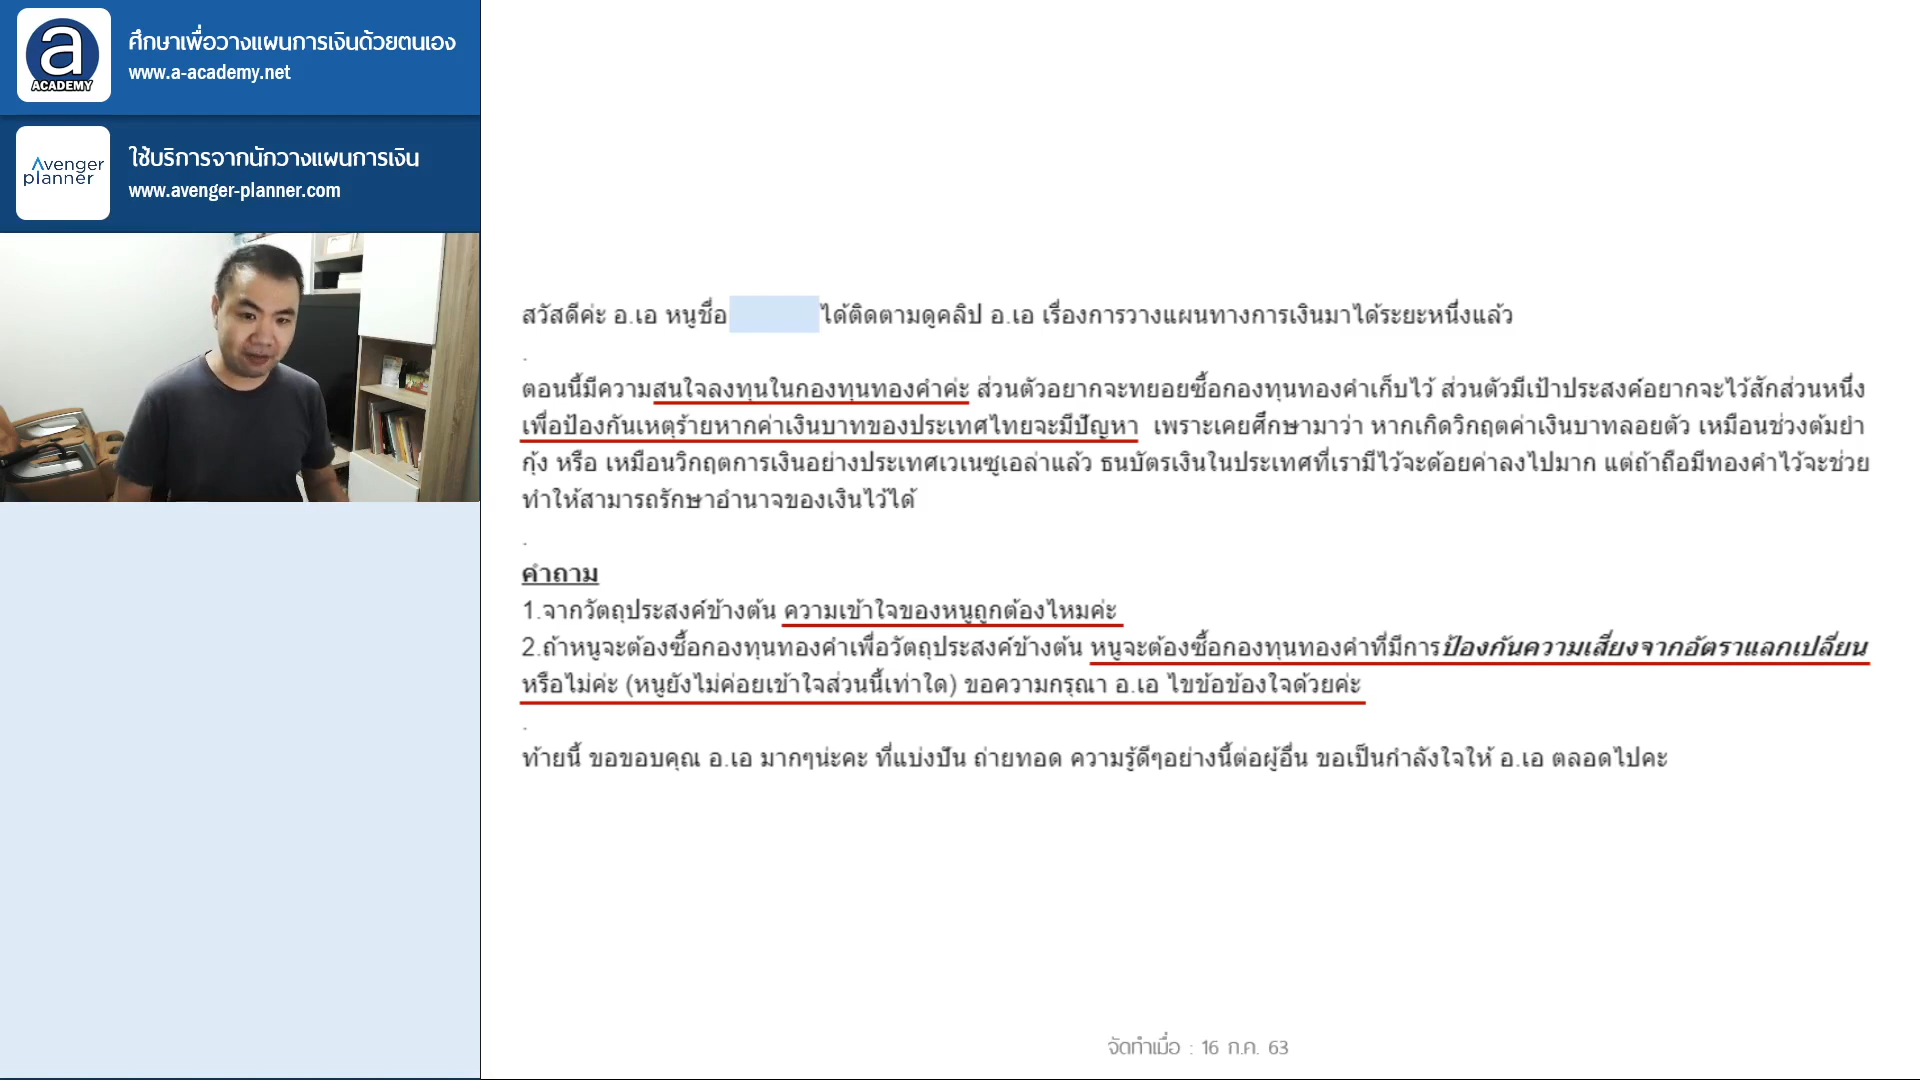 a
ACADEMY
ศึกษาเพื่อวางแผนการเงินด้วยตนเอง
www.a-academy.net
Avenger
planner
ใช้บริการจากนักวางแผนการเงิน
www.avenger-planner.com
สวัสดีค่ะ อ.เอ หนูชื่อ ได้ติดตามดูคลิป อ.เอ เรื่องการวางแผนทางการเงินมาได้ระยะหนึ่งแล้ว
.
ตอนนี้มีความสนใจลงทุนในกองทุนทองคำค่ะ ส่วนตัวอยากจะทยอยซื้อกองทุนทองคำเก็บไว้ ส่วนตัวมีเป้าประสงค์อยากจะไว้สักส่วนหนึ่ง
เพื่อป้องกันเหตุร้ายหากค่าเงินบาทของประเทศไทยจะมีปัญหา เพราะเคยศึกษามาว่า หากเกิดวิกฤตค่าเงินบาทลอยตัว เหมือนช่วงต้มยำ
กุ้ง หรือ เหมือนวิกฤตการเงินอย่างประเทศเวเนซูเอล่าแล้ว ธนบัตรเงินในประเทศที่เรามีไว้จะด้อยค่าลงไปมาก แต่ถ้าถือมีทองคำไว้จะช่วย
ทำให้สามารถรักษาอำนาจของเงินไว้ได้
.
คำถาม
1.จากวัตถุประสงค์ข้างต้น ความเข้าใจของหนูถูกต้องไหมค่ะ
2.ถ้าหนูจะต้องซื้อกองทุนทองคำเพื่อวัตถุประสงค์ข้างต้น หนูจะต้องซื้อกองทุนทองคำที่มีการป้องกันความเสี่ยงจากอัตราแลกเปลี่ยน
หรือไม่ค่ะ (หนูยังไม่ค่อยเข้าใจส่วนนี้เท่าใด) ขอความกรุณา อ.เอ ไขข้อข้องใจด้วยค่ะ
.
ท้ายนี้ ขอขอบคุณ อ.เอ มากๆน่ะคะ ที่แบ่งปัน ถ่ายทอด ความรู้ดีๆอย่างนี้ต่อผู้อื่น ขอเป็นกำลังใจให้ อ.เอ ตลอดไปคะ
จัดทำเมื่อ : 16 ก.ค. 63